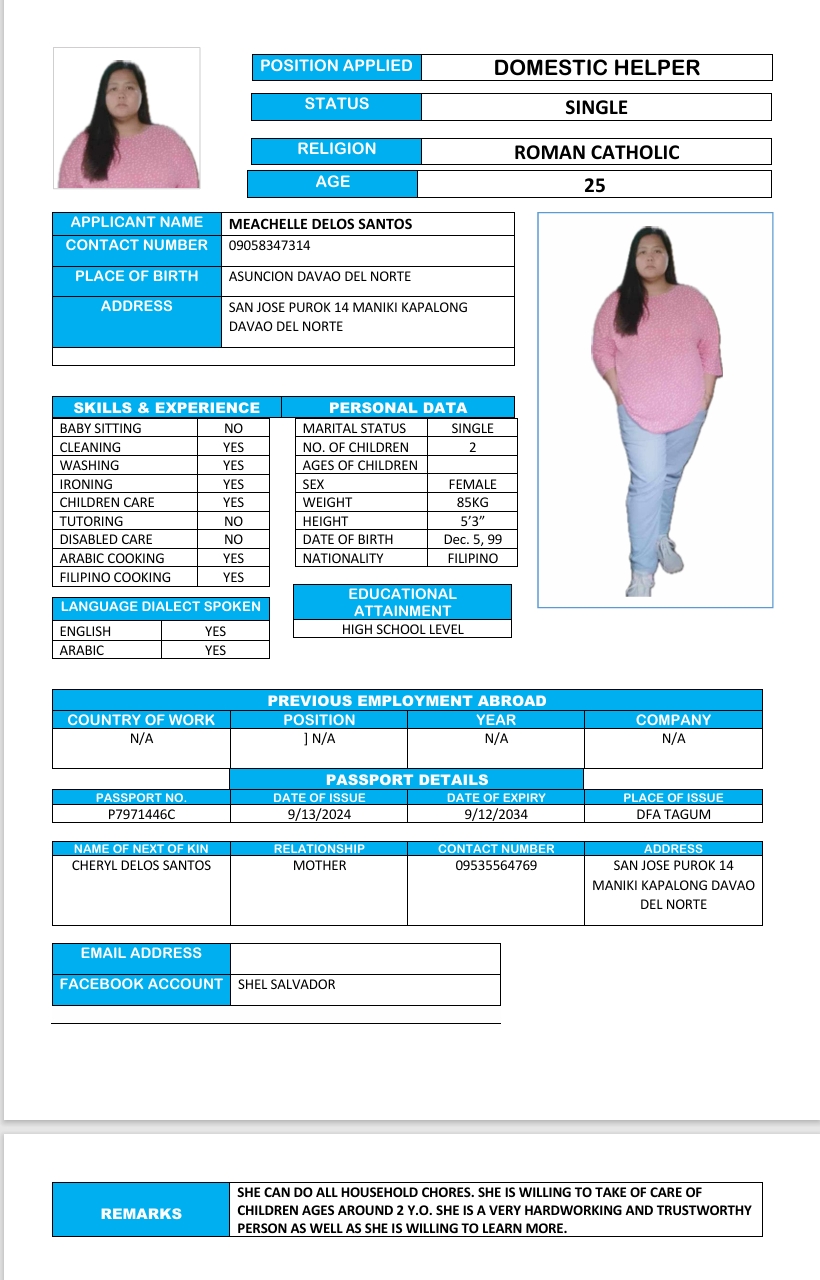 POSITION APPLIED DOMESTIC HELPER
STATUS SINGLE
RELIGION ROMAN CATHOLIC
AGE 25
APPLICANT NAME MEACHELLE DELOS SANTOS
CONTACT NUMBER 09058347314
PLACE OF BIRTH ASUNCION DAVAO DEL NORTE
ADDRESS SAN JOSE PUROK 14 MANIKI KAPALONG
DAVAO DEL NORTE
SKILLS & EXPERIENCE
BABY SITTING NO
CLEANING YES
WASHING YES
IRONING YES
CHILDREN CARE YES
TUTORING NO
DISABLED CARE NO
ARABIC COOKING YES
FILIPINO COOKING YES
LANGUAGE DIALECT SPOKEN
ENGLISH YES
ARABIC YES
PERSONAL DATA
MARITAL STATUS SINGLE
NO. OF CHILDREN 2
AGES OF CHILDREN
SEX FEMALE
WEIGHT 85KG
HEIGHT 5’3”
DATE OF BIRTH Dec. 5, 99
NATIONALITY FILIPINO
EDUCATIONAL
ATTAINMENT
HIGH SCHOOL LEVEL
PREVIOUS EMPLOYMENT ABROAD
COUNTRY OF WORK POSITION YEAR COMPANY
N/A ] N/A N/A N/A
PASSPORT DETAILS
PASSPORT NO. DATE OF ISSUE DATE OF EXPIRY PLACE OF ISSUE
P7971446C 9/13/2024 9/12/2034 DFA TAGUM
NAME OF NEXT OF KIN RELATIONSHIP CONTACT NUMBER ADDRESS
CHERYL DELOS SANTOS MOTHER 09535564769 SAN JOSE PUROK 14
MANIKI KAPALONG DAVAO
DEL NORTE
EMAIL ADDRESS
FACEBOOK ACCOUNT SHEL SALVADOR
REMARKS
SHE CAN DO ALL HOUSEHOLD CHORES. SHE IS WILLING TO TAKE OF CARE OF
CHILDREN AGES AROUND 2 Y.O. SHE IS A VERY HARDWORKING AND TRUSTWORTHY
PERSON AS WELL AS SHE IS WILLING TO LEARN MORE.